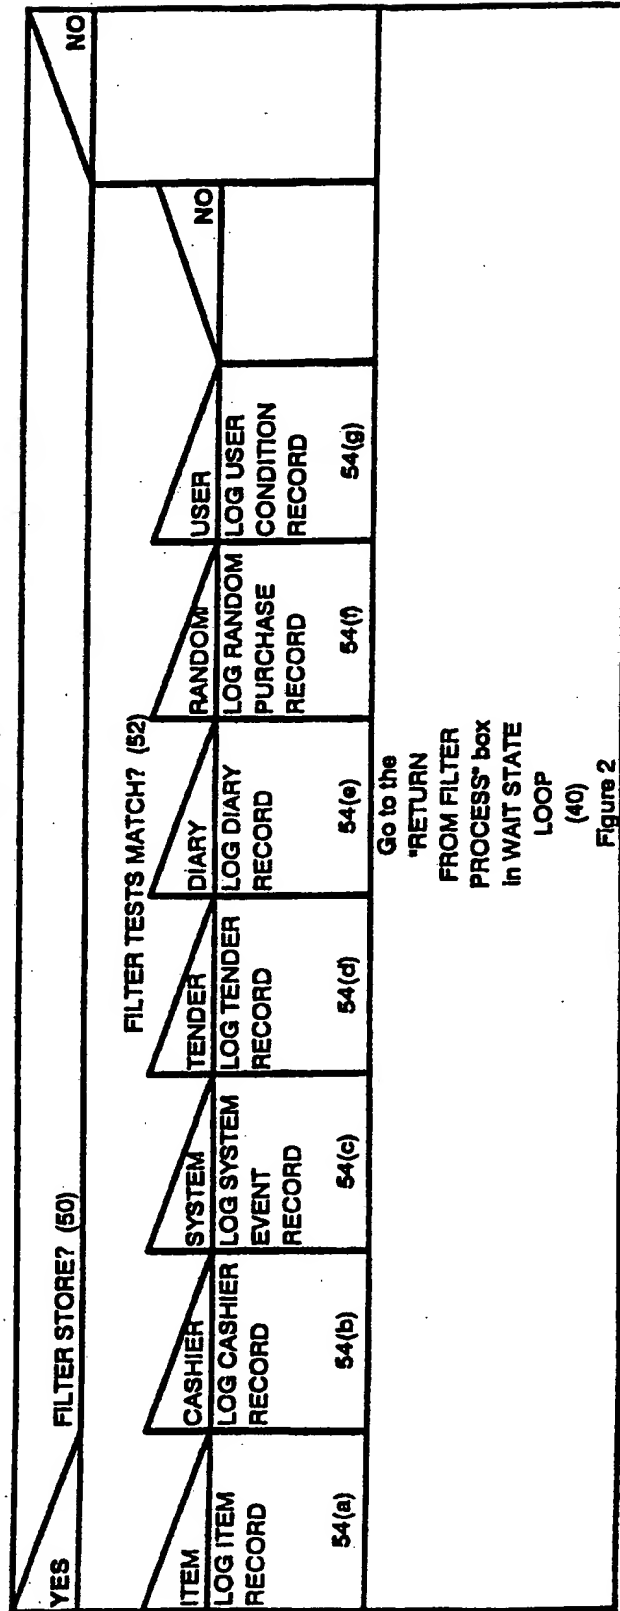 FILTER STORE? (50)
YES
NO
FILTER TESTS MATCH? (52)
ITEM
CASHIER
SYSTEM
TENDER
DIARY
RANDOM
USER
NO
LOG ITEM
RECORD
54(a)
LOG CASHIER
RECORD
54(b)
LOG SYSTEM
EVENT
RECORD
54(c)
LOG TENDER
RECORD
54(d)
LOG DIARY
RECORD
54(e)
LOG RANDOM
PURCHASE
RECORD
54(f)
LOG USER
CONDITION
RECORD
54(g)
Go to the
"RETURN
FROM FILTER
PROCESS" box
in WAIT STATE
LOOP
(40)
Figure 2